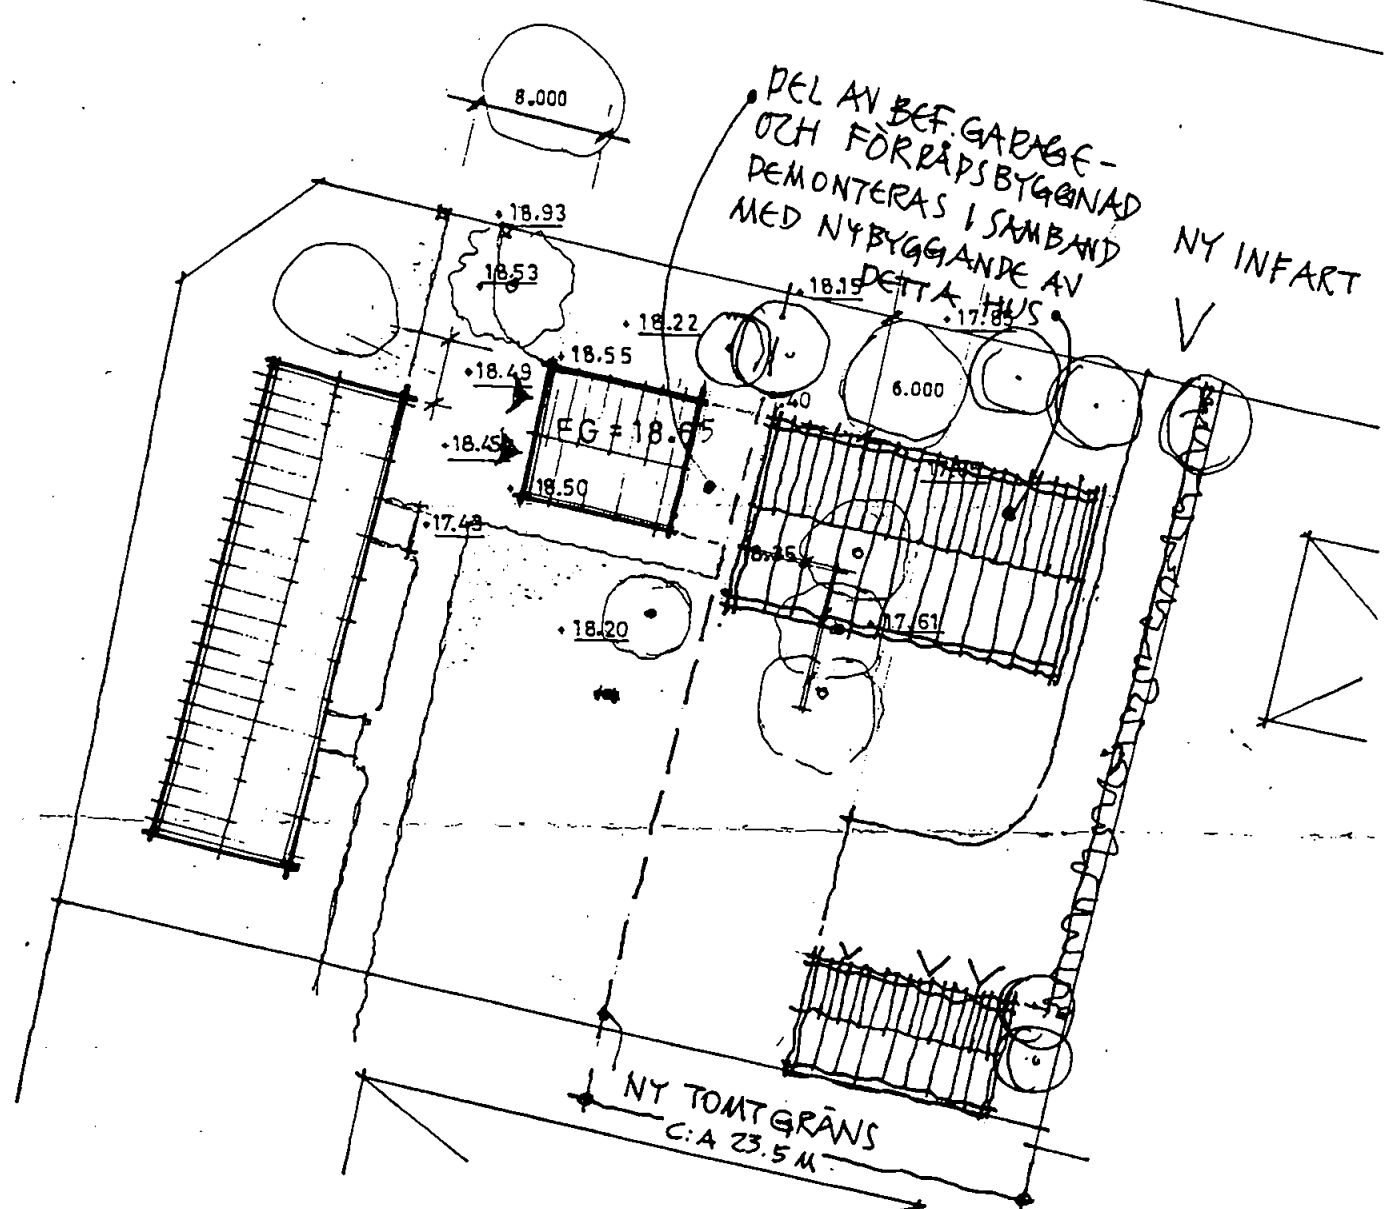 8.000
DEL AV BEF. GARAGE-
OCH FÖRRÅDSBYGGNAD
DEMONTERAS I SAMBAND
MED NYBYGGANDE AV
DETTA HUS
NY INFART
18.93
18.53
18.15
17.85
18.22
18.55
18.49
6.000
.40
FG = 18.65
18.45
18.50
17.43
18.20
17.61
NY TOMTGRÄNS
C:A 23.5 M